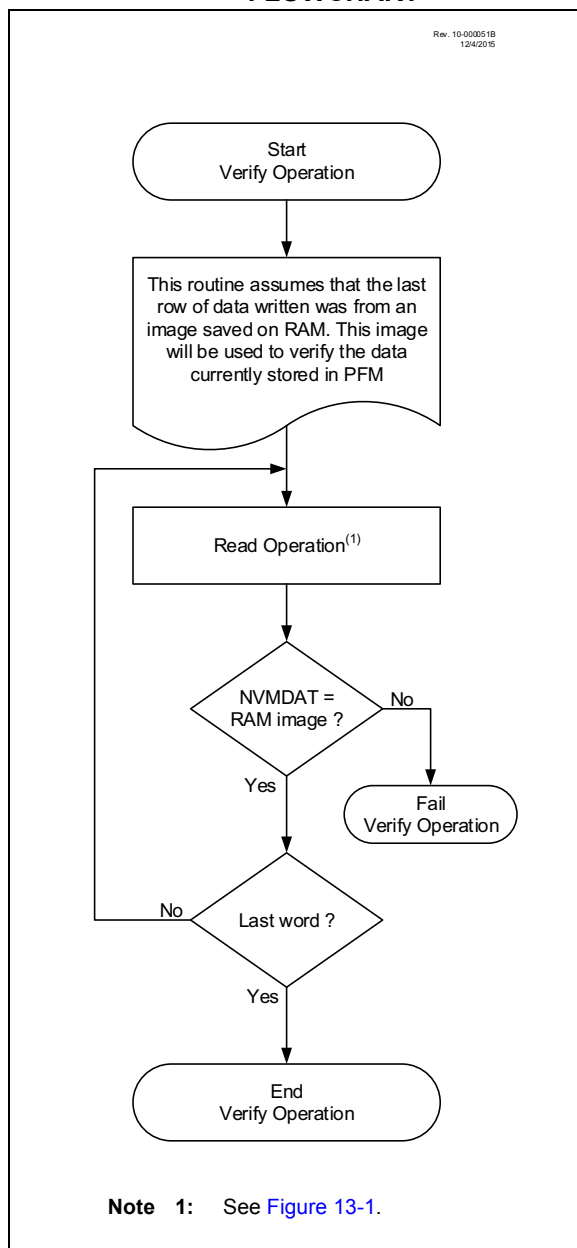 Rev. 10-000051B
12/4/2015
Start
Verify Operation
This routine assumes that the last
row of data written was from an
image saved on RAM. This image
will be used to verify the data
currently stored in PFM
Read Operation(1)
NVMDAT =
RAM image ?
No
Yes
Fail
Verify Operation
No
Last word ?
Yes
End
Verify Operation
Note 1: See Figure 13-1.